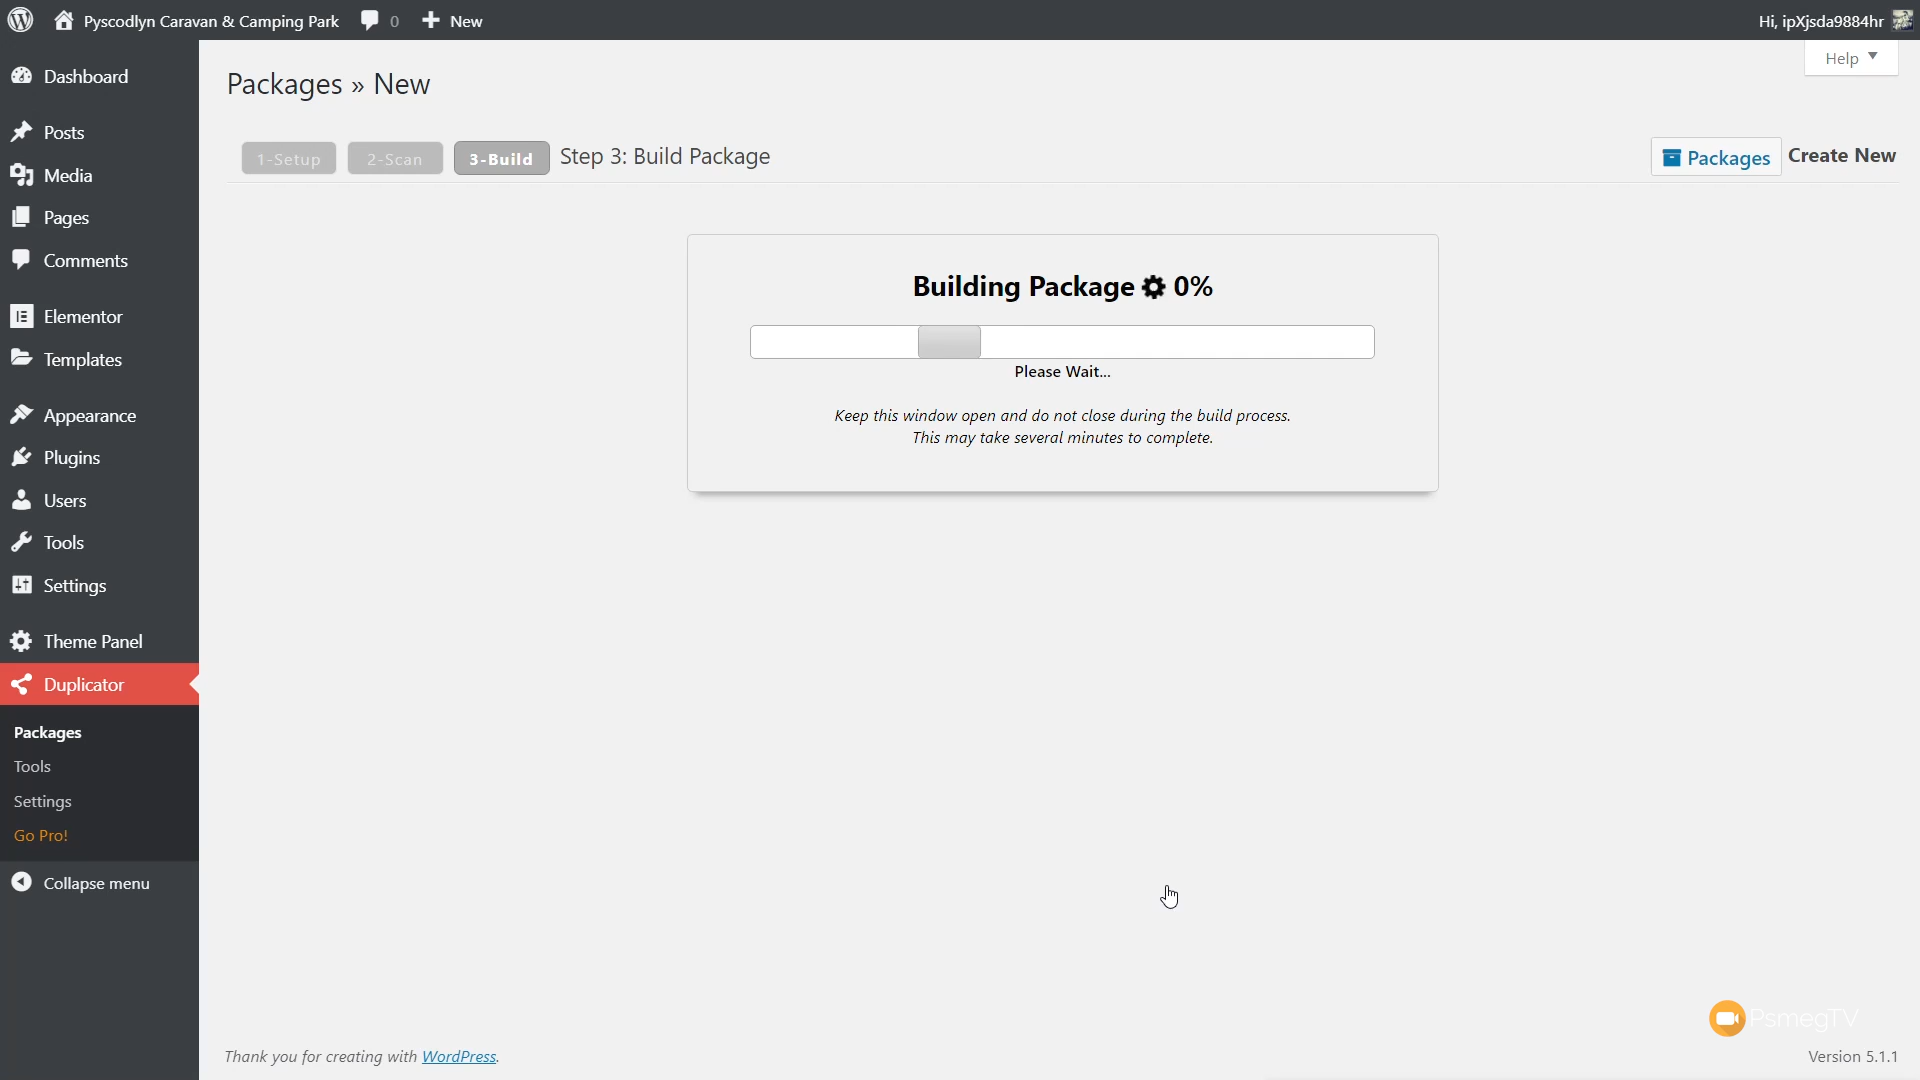 Pyscodlyn Caravan & Camping Park 0 New Hi, ipXjsda9884hr
Help
Dashboard
Posts
Media
Pages
Comments
Elementor
Templates
Appearance
Plugins
Users
Tools
Settings
Theme Panel
Duplicator
Packages
Tools
Settings
Go Pro!
Collapse menu
Packages » New
1-Setup 2-Scan 3-Build Step 3: Build Package
Packages Create New
Building Package 0%
Please Wait...
Keep this window open and do not close during the build process.
This may take several minutes to complete.
PsmegTV
Thank you for creating with WordPress.
Version 5.1.1